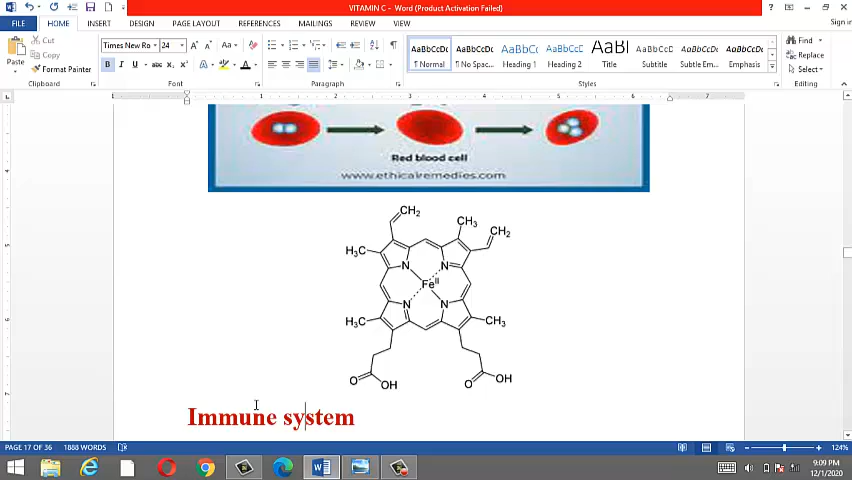 VITAMIN C - Word (Product Activation Failed)
FILE HOME INSERT DESIGN PAGE LAYOUT REFERENCES MAILINGS REVIEW VIEW Sign in
Paste
Cut
Copy
Format Painter
Clipboard
Times New Ro 24
Font
Paragraph
AaBbCcDc AaBbCcDc AaBbCc AaBbCcDc AaBl AaBbCcDc AaBbCcDc AaBbCcDc
¶ Normal ¶ No Spac... Heading 1 Heading 2 Title Subtitle Subtle Em... Emphasis
Styles
Find
Replace
Select
Editing
Red blood cell
www.ethicalremedies.com
CH2
CH3
CH2
H3C
N N
FeII
N N
H3C
CH3
O OH
O OH
Immune system
PAGE 17 OF 36 1888 WORDS 124%
9:09 PM
12/1/2020